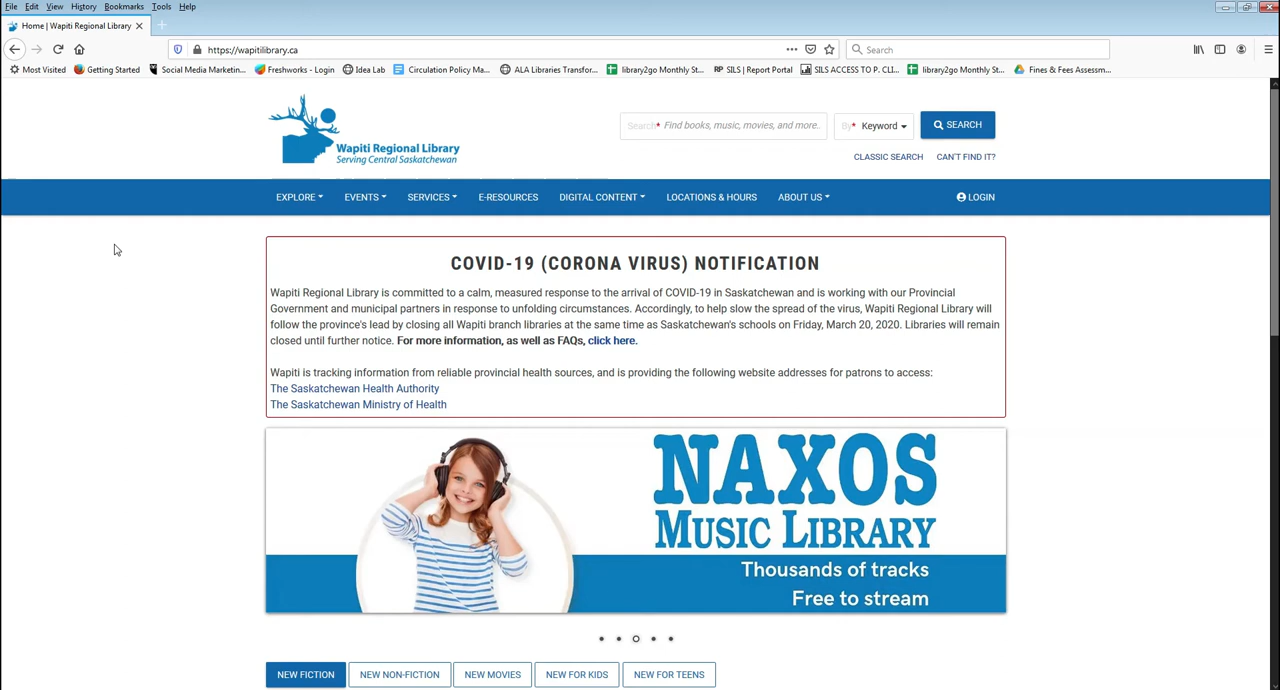 File Edit View History Bookmarks Tools Help
Home | Wapiti Regional Library
https://wapitilibrary.ca
Search
Most Visited Getting Started Social Media Marketin... Freshworks - Login Idea Lab Circulation Policy Ma... ALA Libraries Transfor... library2go Monthly St... RP SILS | Report Portal SILS ACCESS TO P. CLI... library2go Monthly St... Fines & Fees Assessm...
Wapiti Regional Library
Serving Central Saskatchewan
Search* Find books, music, movies, and more.. By* Keyword SEARCH
CLASSIC SEARCH CAN'T FIND IT?
EXPLORE EVENTS SERVICES E-RESOURCES DIGITAL CONTENT LOCATIONS & HOURS ABOUT US LOGIN
COVID-19 (CORONA VIRUS) NOTIFICATION
Wapiti Regional Library is committed to a calm, measured response to the arrival of COVID-19 in Saskatchewan and is working with our Provincial
Government and municipal partners in response to unfolding circumstances. Accordingly, to help slow the spread of the virus, Wapiti Regional Library will
follow the province's lead by closing all Wapiti branch libraries at the same time as Saskatchewan's schools on Friday, March 20, 2020. Libraries will remain
closed until further notice. For more information, as well as FAQs, click here.
Wapiti is tracking information from reliable provincial health sources, and is providing the following website addresses for patrons to access:
The Saskatchewan Health Authority
The Saskatchewan Ministry of Health
NAXOS
MUSIC LIBRARY
Thousands of tracks
Free to stream
NEW FICTION NEW NON-FICTION NEW MOVIES NEW FOR KIDS NEW FOR TEENS